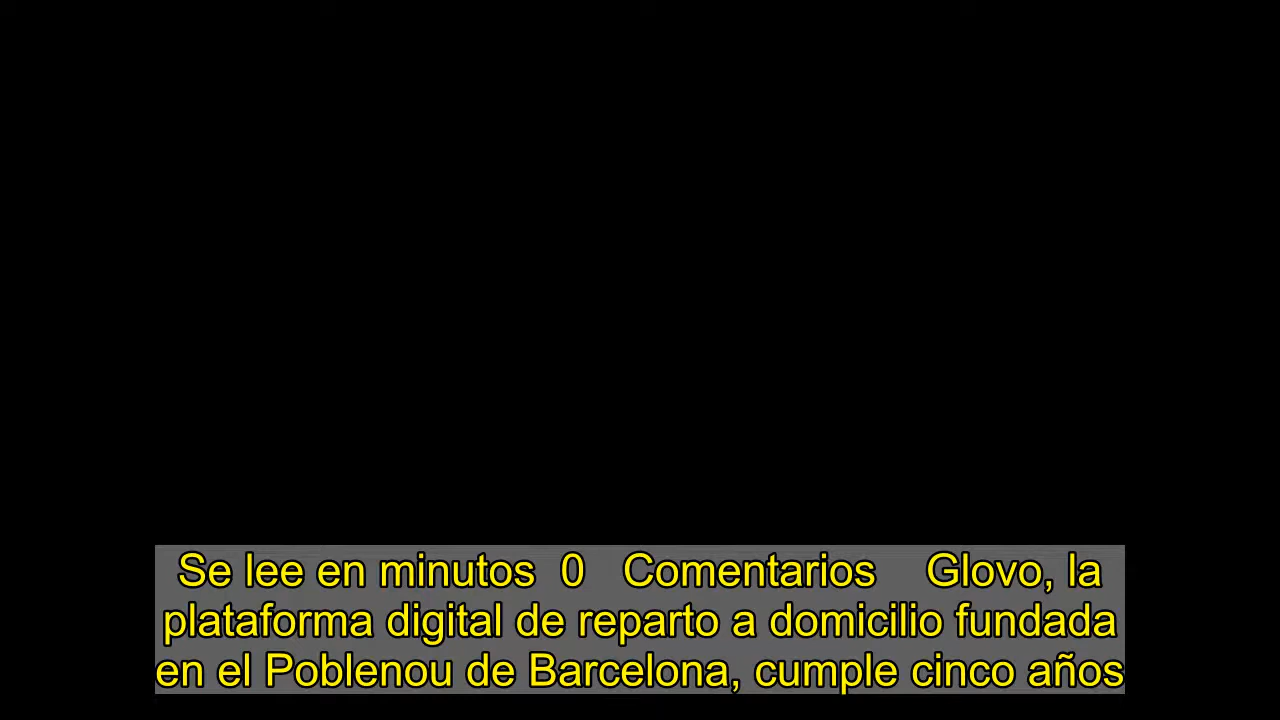 Se lee en minutos  0   Comentarios    Glovo, la
plataforma digital de reparto a domicilio fundada
en el Poblenou de Barcelona, cumple cinco años